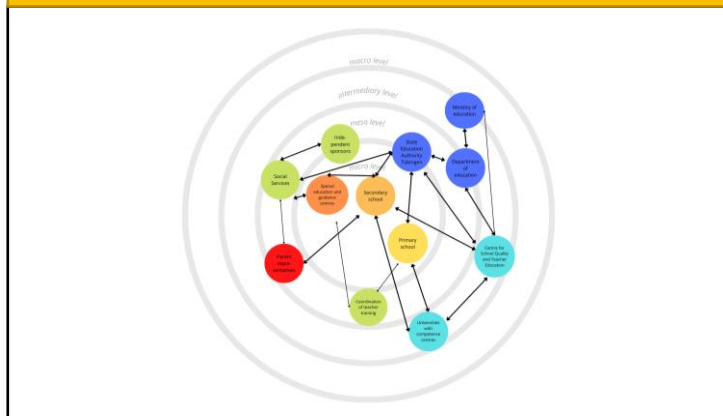 macro level
intermediary level
Ministry of
education
meso level
Inde-
pendent
sponsors
State
Education
Authority
Tübingen
Department
of
education
micro level
Social
Services
Special
education and
guidance
centres
Secondary
school
Primary
school
Parent
repre-
sentatives
Centre for
School Quality
and Teacher
Education
Coordination
of teacher
training
Universities
with
competence
centres